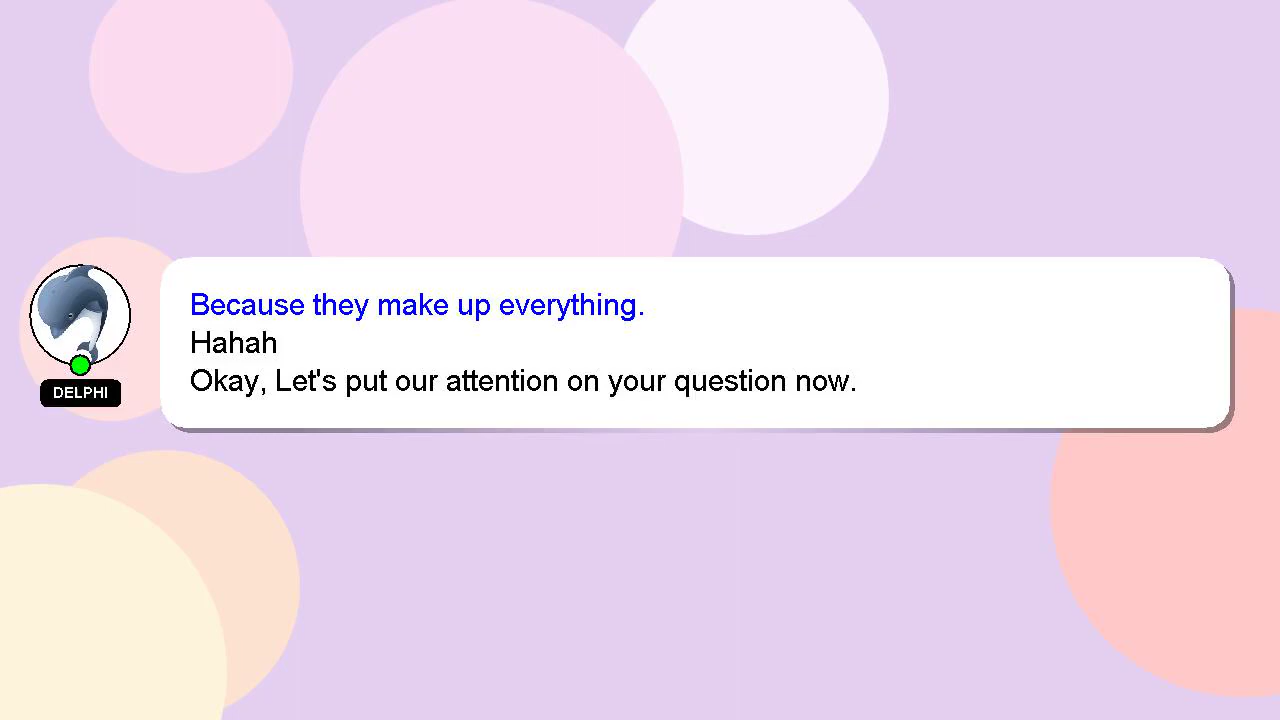 Because they make up everything.
Hahah
Okay, Let's put our attention on your question now.
DELPHI